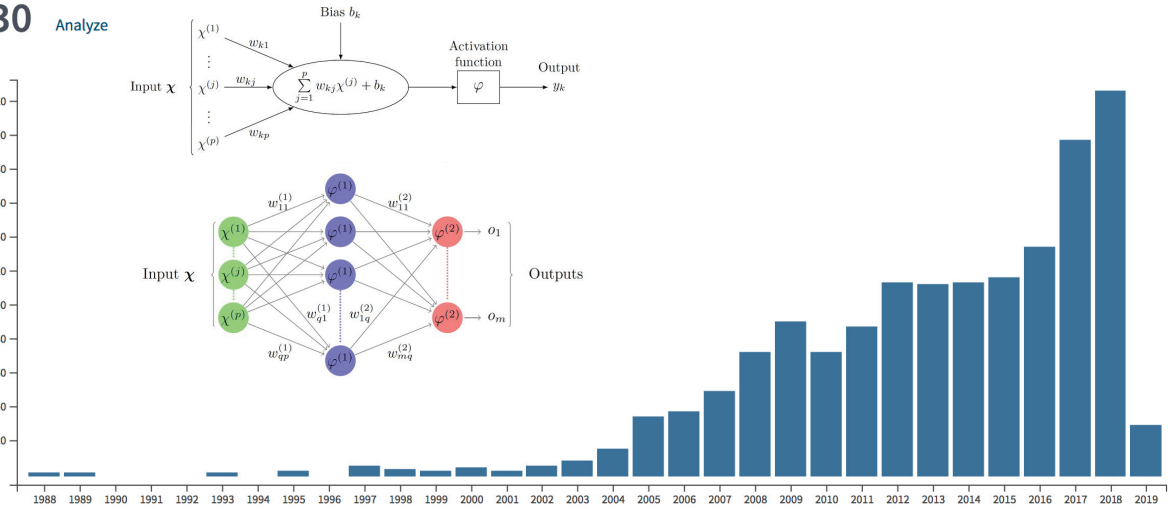 30 Analyze
Bias b_k
χ^(1)
w_k1
⋮
Activation
function
Output
Input χ
χ^(j)
w_kj
∑_{j=1}^{p} w_kj χ^(j) + b_k
φ
y_k
⋮
w_kp
χ^(p)
φ^(1)
w_11^(1)
w_11^(2)
χ^(1)
φ^(1)
φ^(2)
o_1
Input χ
χ^(j)
φ^(1)
Outputs
χ^(p)
w_q1^(1)
w_1q^(2)
φ^(2)
o_m
w_qp^(1)
φ^(1)
w_mq^(2)
1988 1989 1990 1991 1992 1993 1994 1995 1996 1997 1998 1999 2000 2001 2002 2003 2004 2005 2006 2007 2008 2009 2010 2011 2012 2013 2014 2015 2016 2017 2018 2019